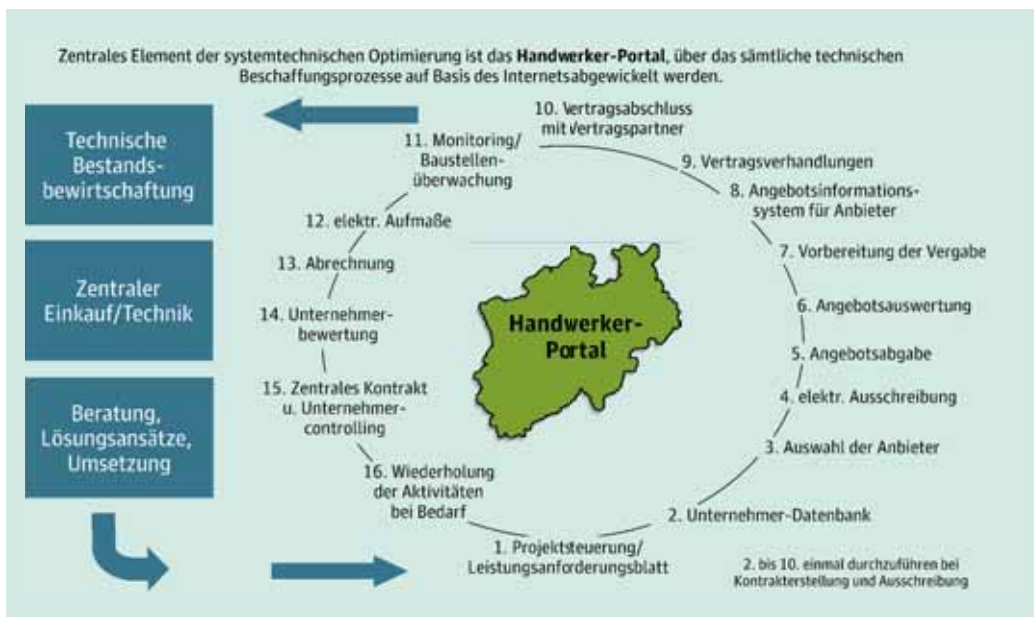 Zentrales Element der systemtechnischen Optimierung ist das Handwerker-Portal, über das sämtliche technischen
Beschaffungsprozesse auf Basis des Internetsabgewickelt werden.
Technische
Bestands-
bewirtschaftung
Zentraler
Einkauf/Technik
Beratung,
Lösungsansätze,
Umsetzung
10. Vertragsabschluss
mit Vertragspartner
9. Vertragsverhandlungen
8. Angebotsinformations-
system für Anbieter
7. Vorbereitung der Vergabe
6. Angebotsauswertung
5. Angebotsabgabe
4. elektr. Ausschreibung
3. Auswahl der Anbieter
2. Unternehmer-Datenbank
1. Projektsteuerung/
Leistungsanforderungsblatt
16. Wiederholung
der Aktivitäten
bei Bedarf
15. Zentrales Kontrakt
u. Unternehmer-
controlling
14. Unternehmer-
bewertung
13. Abrechnung
12. elektr. Aufmaße
11. Monitoring/
Baustellen-
überwachung
Handwerker-
Portal
2. bis 10. einmal durchzuführen bei
Kontrakterstellung und Ausschreibung